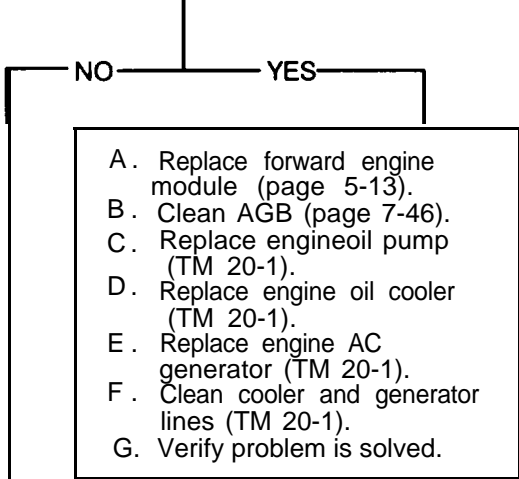 NO YES
A. Replace forward engine
module (page 5-13).
B. Clean AGB (page 7-46).
C. Replace engineoil pump
(TM 20-1).
D. Replace engine oil cooler
(TM 20-1).
E. Replace engine AC
generator (TM 20-1).
F. Clean cooler and generator
lines (TM 20-1).
G. Verify problem is solved.